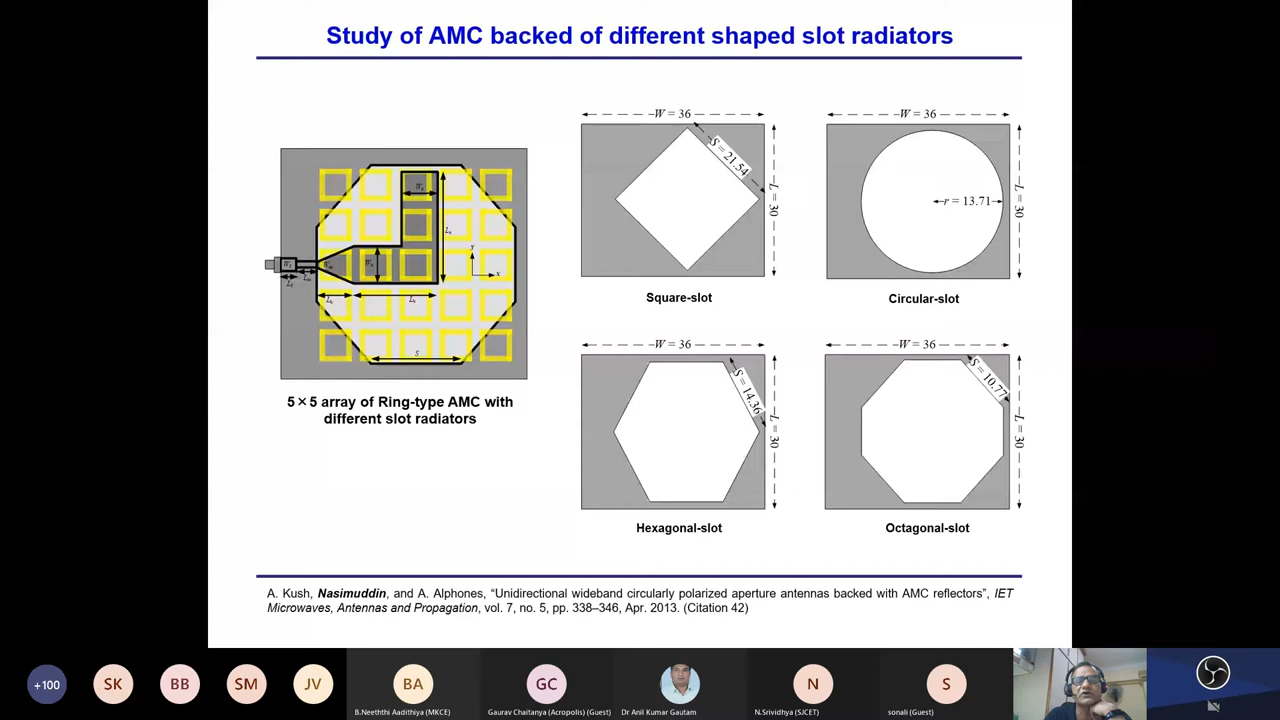 Study of AMC backed of different shaped slot radiators
W = 36
S = 21.54
L = 30
Square-slot
W = 36
r = 13.71
L = 30
Circular-slot
5×5 array of Ring-type AMC with
different slot radiators
S
y
x
W = 36
S = 14.36
L = 30
Hexagonal-slot
W = 36
S = 10.77
L = 30
Octagonal-slot
A. Kush, Nasimuddin, and A. Alphones, “Unidirectional wideband circularly polarized aperture antennas backed with AMC reflectors”, IET
Microwaves, Antennas and Propagation, vol. 7, no. 5, pp. 338–346, Apr. 2013. (Citation 42)
+100
SK
BB
SM
JV
BA
GC
N
S
B.Neeththi Aadithiya (MKCE)
Gaurav Chaitanya (Acropolis) (Guest)
Dr Anil Kumar Gautam
N.Srividhya (SJCET)
sonali (Guest)